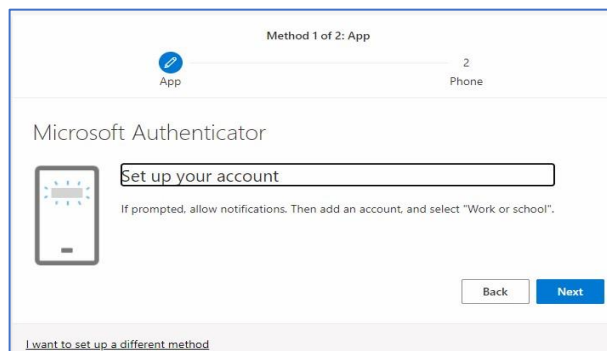 Method 1 of 2: App
2
App
Phone
Microsoft Authenticator
Set up your account
If prompted, allow notifications. Then add an account, and select "Work or school".
Back
Next
I want to set up a different method